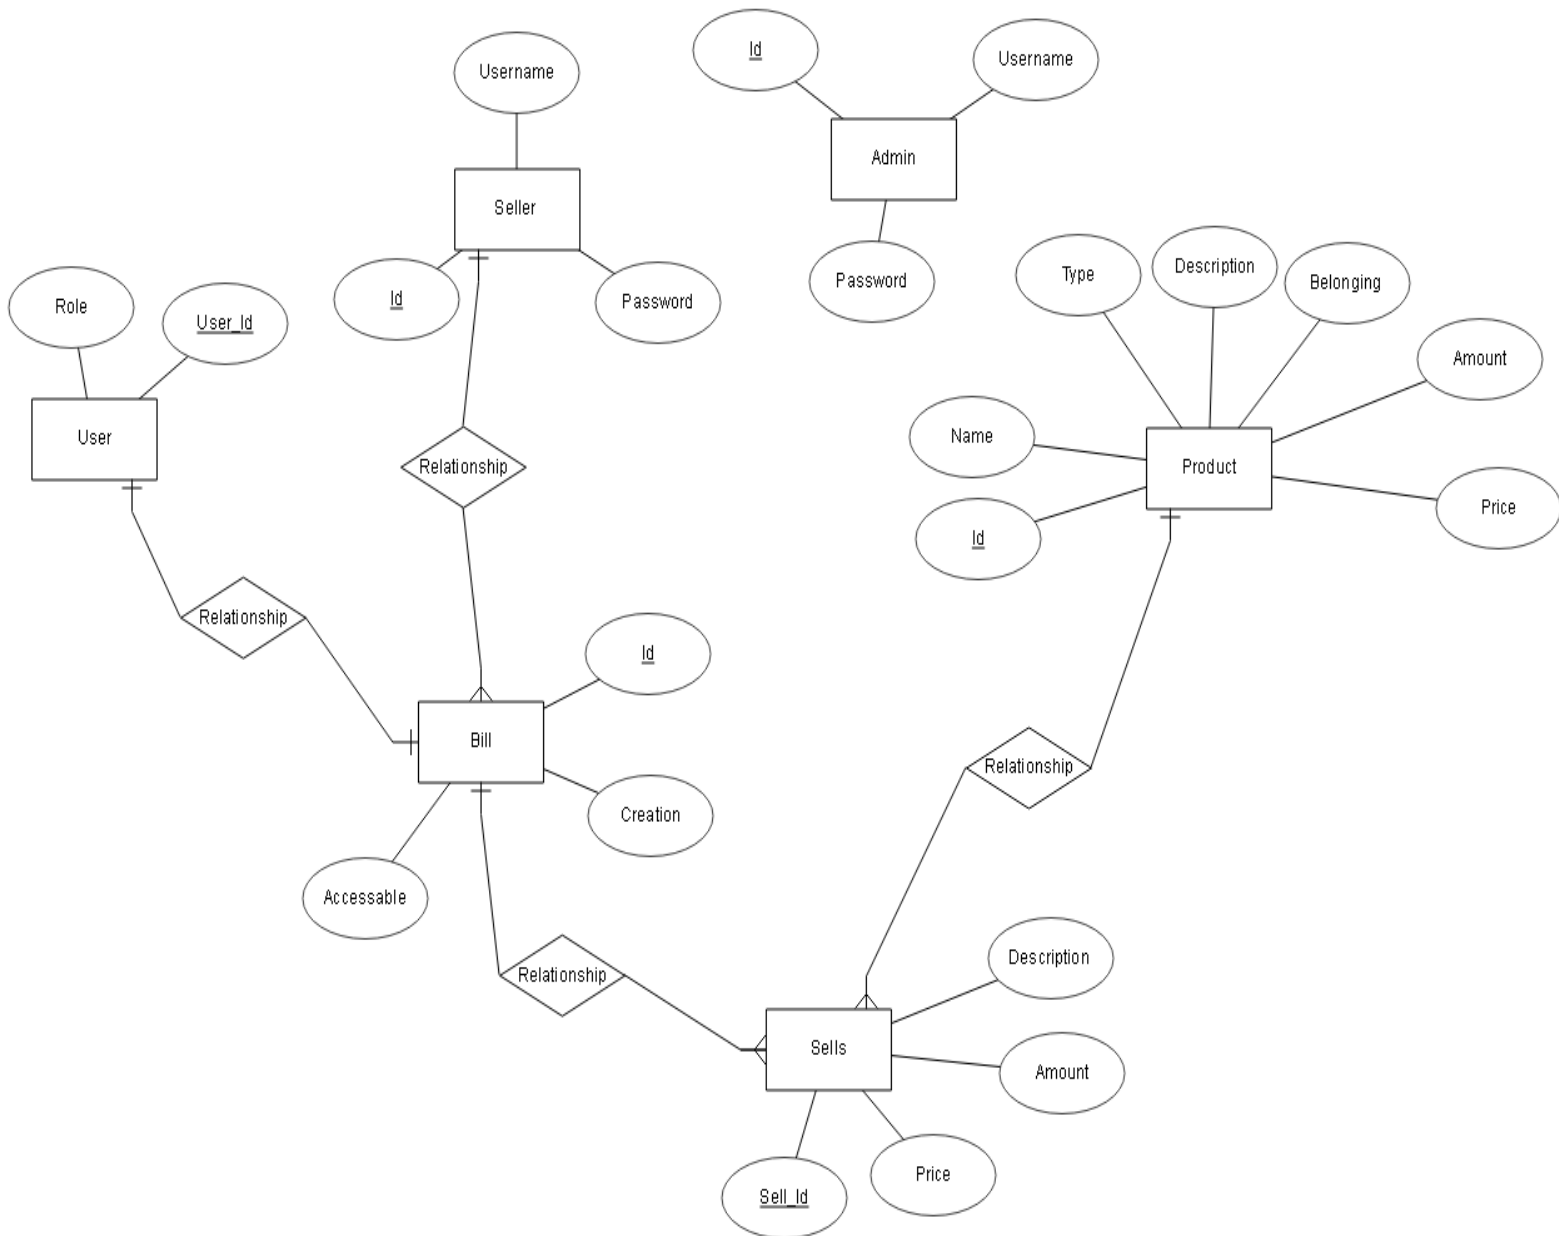 Id
Username
Username
Admin
Seller
Password
Type
Description
Belonging
Id
Password
Role
User_Id
Amount
User
Name
Product
Relationship
Price
Id
Relationship
Id
Bill
Relationship
Creation
Accessable
Relationship
Description
Sells
Amount
Price
Sell_Id